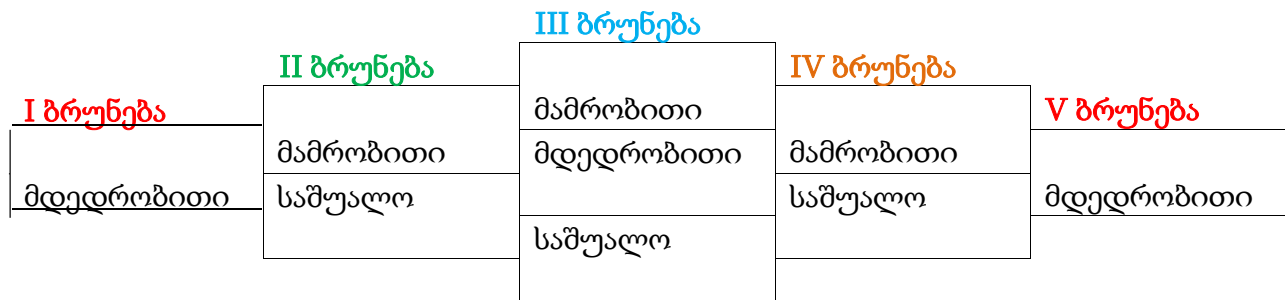 I ბრუნება
მდედრობითი
II ბრუნება
მამრობითი
საშუალო
III ბრუნება
მამრობითი
მდედრობითი
საშუალო
IV ბრუნება
მამრობითი
საშუალო
V ბრუნება
მდედრობითი